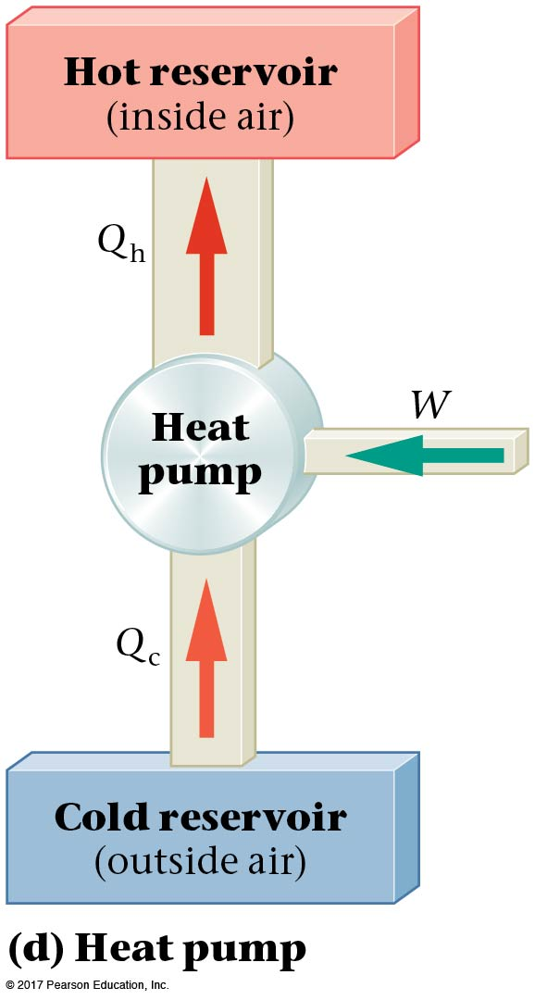 Hot reservoir
(inside air)
Qh
W
Heat
pump
Qc
Cold reservoir
(outside air)
(d) Heat pump
© 2017 Pearson Education, Inc.